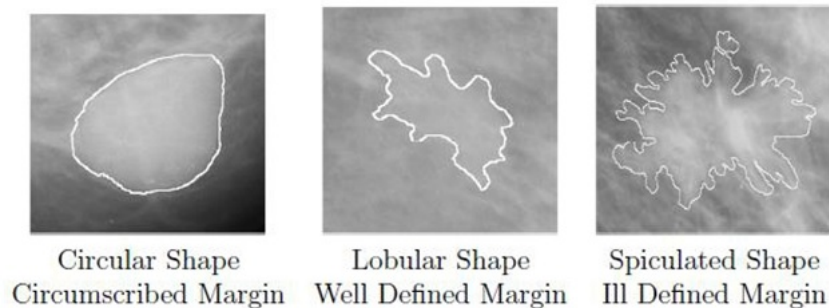 Circular Shape
Circumscribed Margin
Lobular Shape
Well Defined Margin
Spiculated Shape
Ill Defined Margin